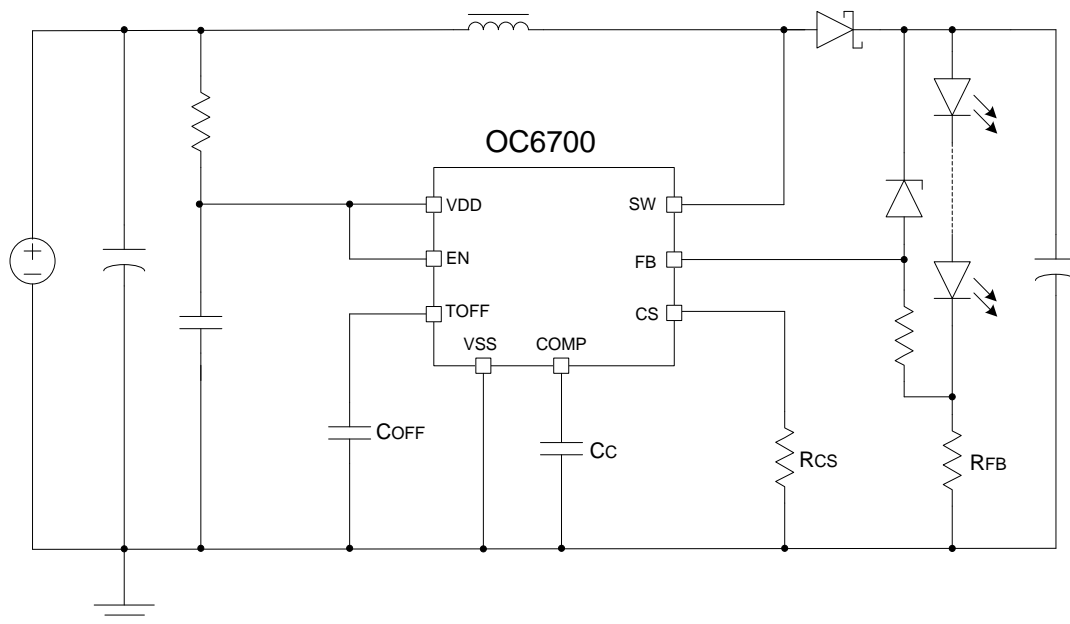 OC6700
VDD
SW
EN
FB
TOFF
CS
VSS
COMP
COFF
CC
RCS
RFB